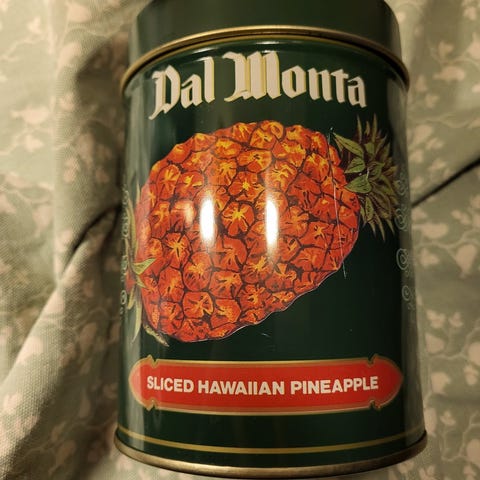 Dal Monta
SLICED HAWAIIAN PINEAPPLE